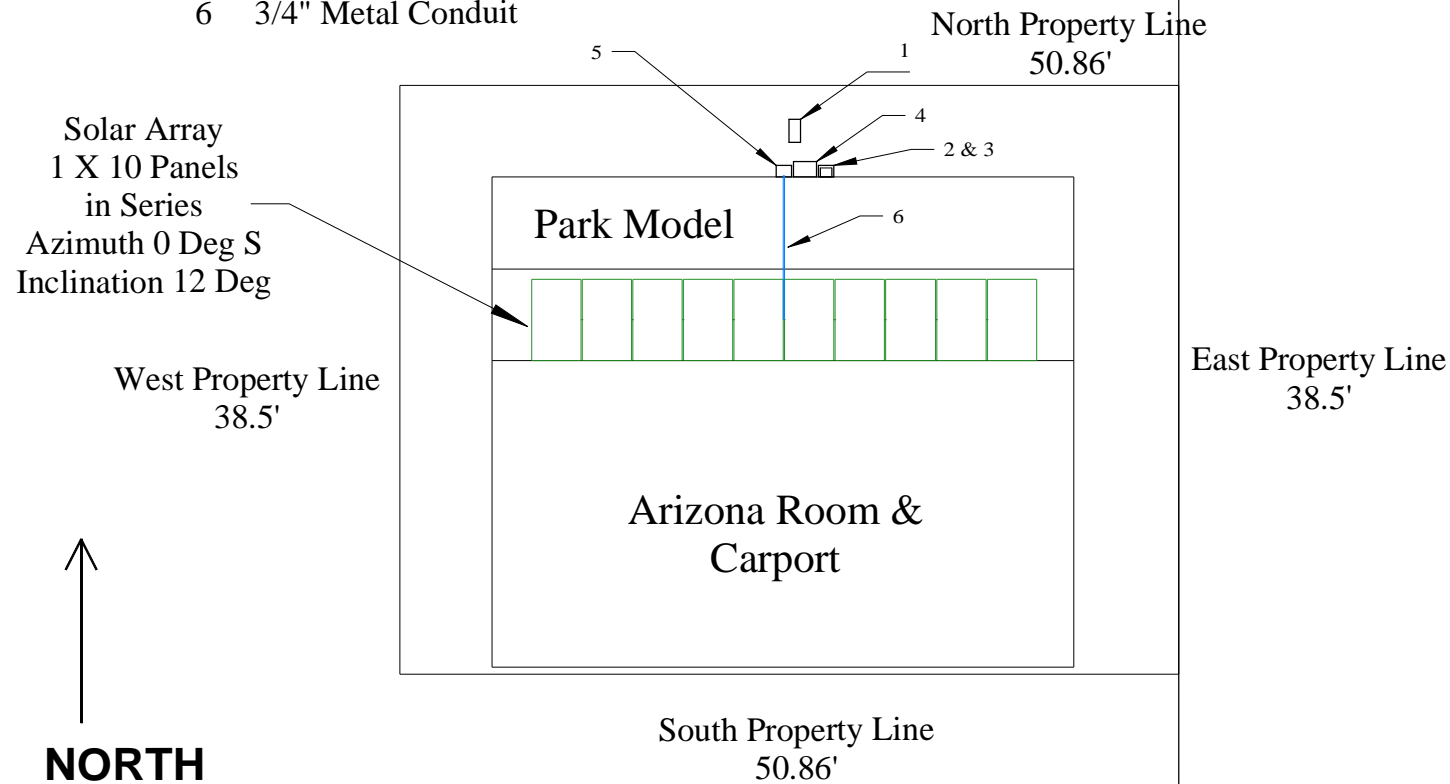 6 3/4" Metal Conduit
North Property Line
50.86'
5
1
Solar Array
1 X 10 Panels
in Series
Azimuth 0 Deg S
Inclination 12 Deg
4
2 & 3
Park Model
6
West Property Line
38.5'
East Property Line
38.5'
Arizona Room &
Carport
South Property Line
50.86'
NORTH